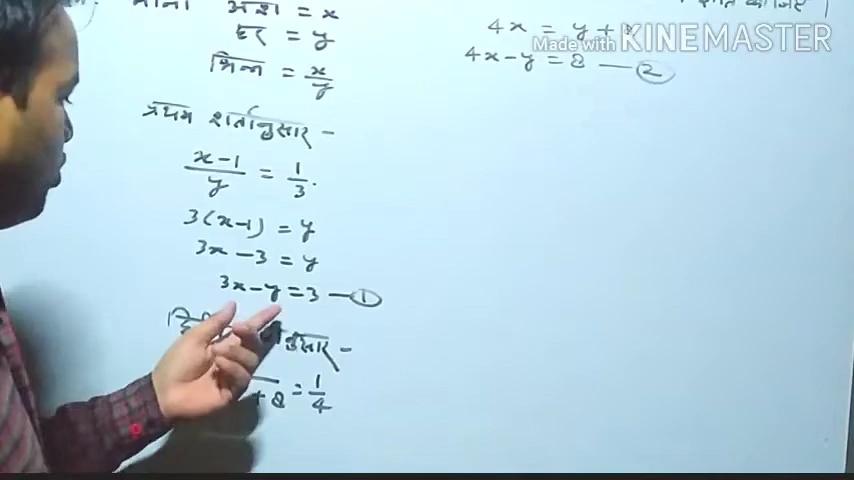 माना अंश = x
हर = y
भिन्न = x/y
प्रथम शर्तानुसार -
x-1/y = 1/3.
3(x-1) = y
3x - 3 = y
3x - y = 3 — ①
+ 8 = 1/4
4x = y +
4x - y = 8 — ②
Made with KINEMASTER